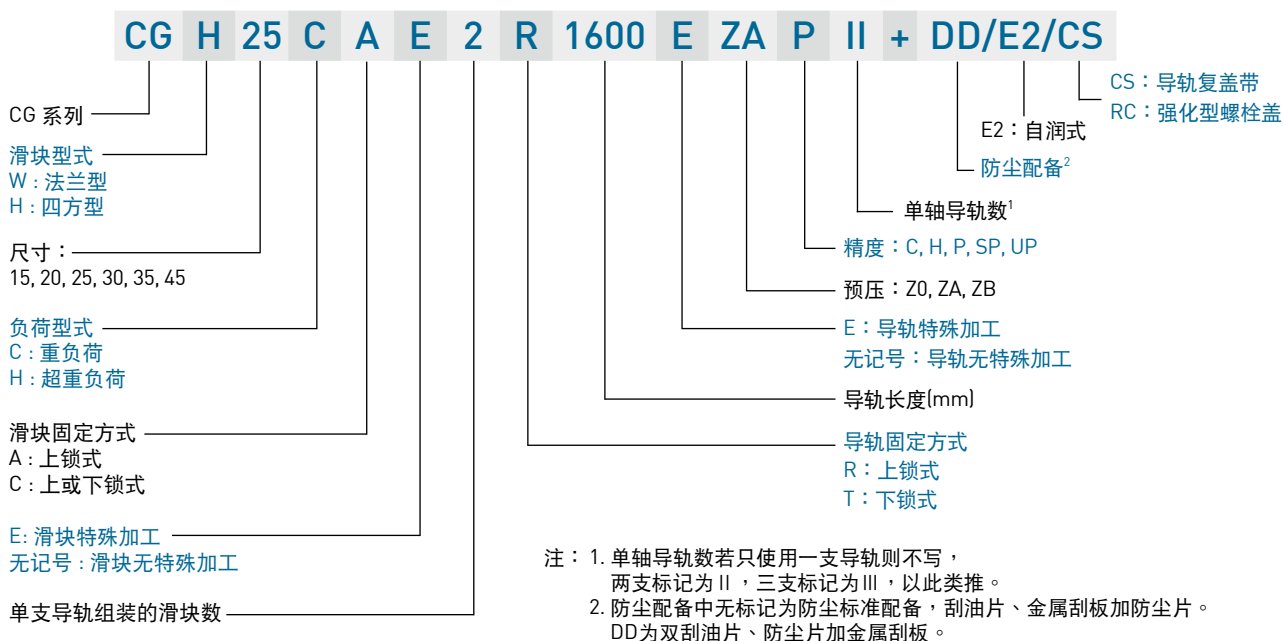 CG H 25 C A E 2 R 1600 E ZA P II + DD/E2/CS
CG 系列
滑块型式
W : 法兰型
H : 四方型
尺寸：
15, 20, 25, 30, 35, 45
负荷型式
C : 重负荷
H : 超重负荷
滑块固定方式
A : 上锁式
C : 上或下锁式
E: 滑块特殊加工
无记号 : 滑块无特殊加工
单支导轨组装的滑块数
CS：导轨复盖带
RC：强化型螺栓盖
E2：自润式
防尘配备²
单轴导轨数¹
精度：C, H, P, SP, UP
预压：Z0, ZA, ZB
E：导轨特殊加工
无记号：导轨无特殊加工
导轨长度(mm)
导轨固定方式
R：上锁式
T：下锁式
注： 1. 单轴导轨数若只使用一支导轨则不写，
两支标记为Ⅱ，三支标记为Ⅲ，以此类推。
2. 防尘配备中无标记为防尘标准配备，刮油片、金属刮板加防尘片。
DD为双刮油片、防尘片加金属刮板。